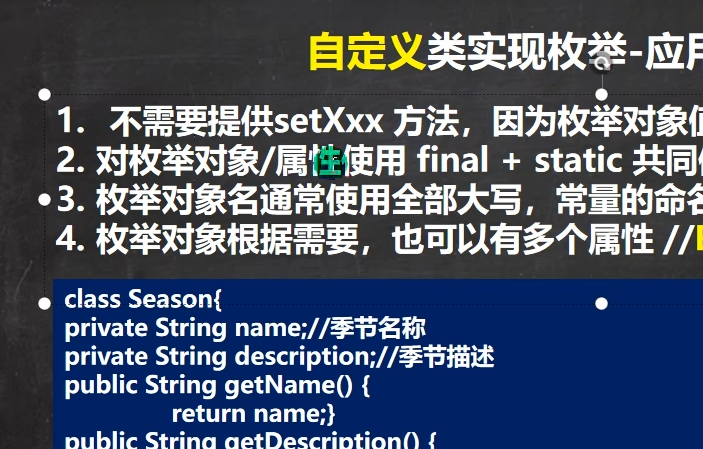 自定义类实现枚举-应用
1. 不需要提供setXxx 方法，因为枚举对象值
2. 对枚举对象/属性使用 final + static 共同
3. 枚举对象名通常使用全部大写，常量的命名
4. 枚举对象根据需要，也可以有多个属性 //
class Season{
private String name;//季节名称
private String description;//季节描述
public String getName() {
return name;}
public String getDescription() {